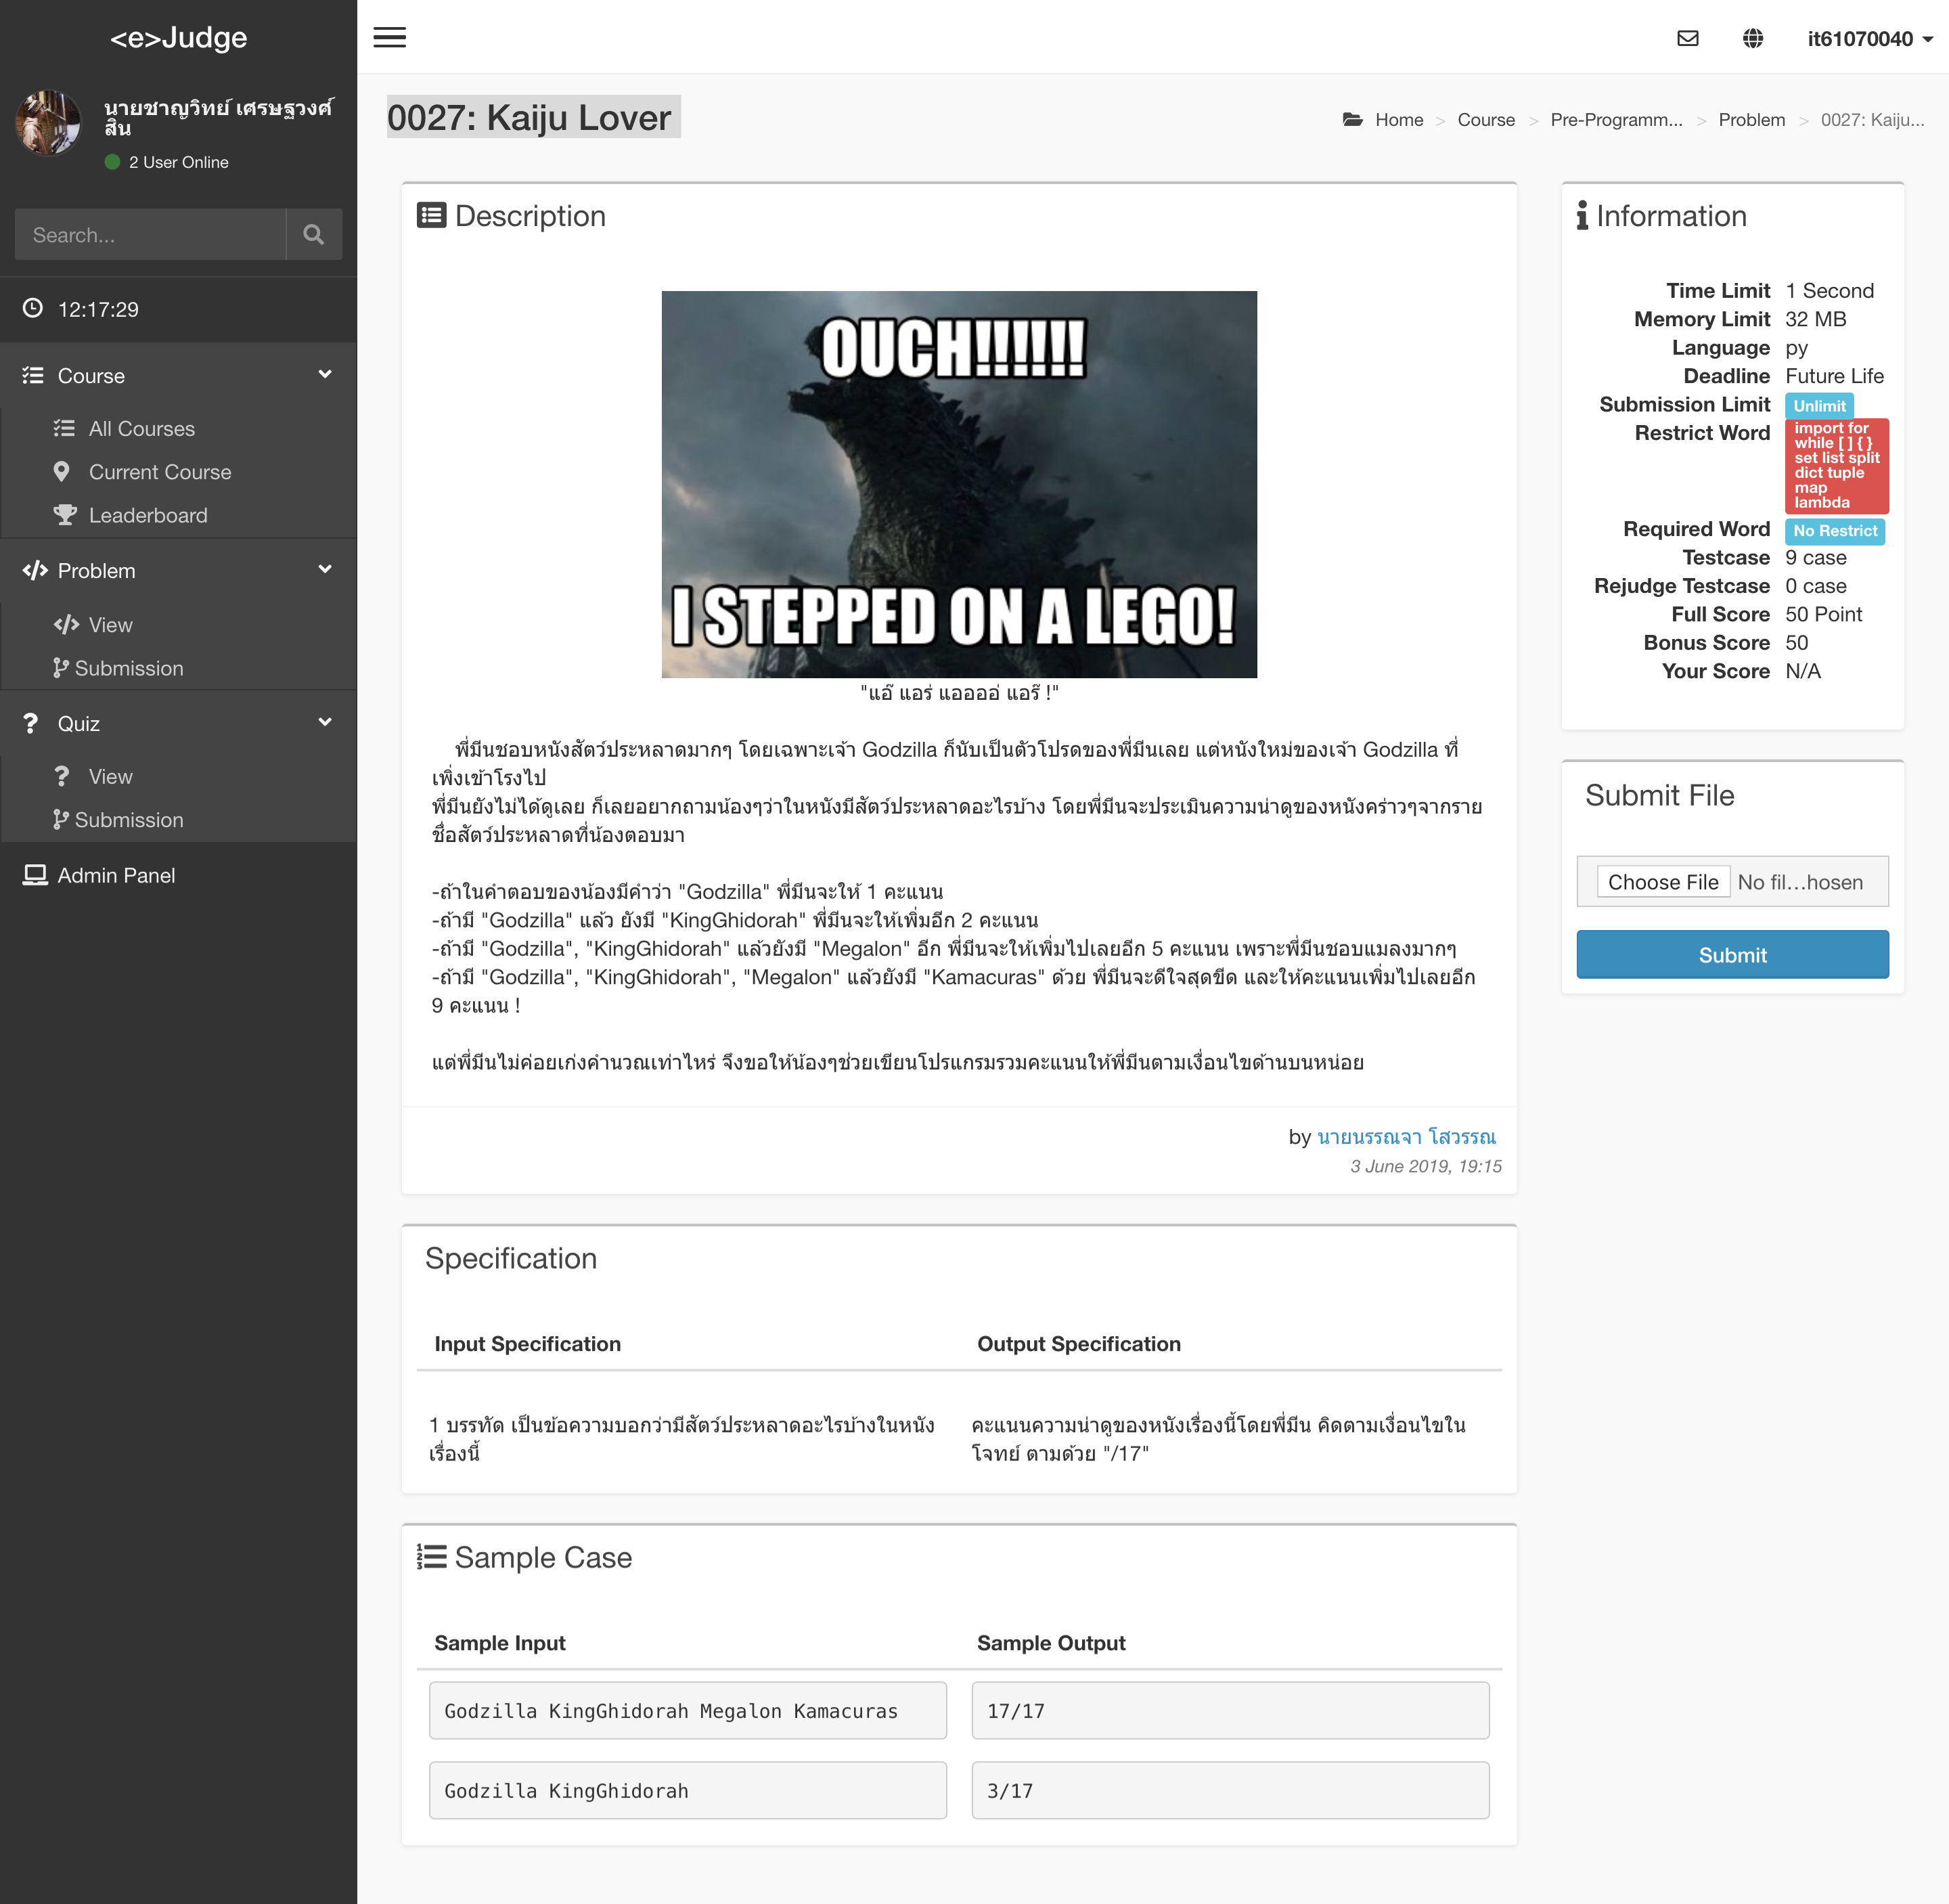 <e>Judge
it61070040
นายชาญวิทย์ เศรษฐวงศ์
สิน
2 User Online
Search...
12:17:29
Course
All Courses
Current Course
Leaderboard
Problem
View
Submission
Quiz
View
Submission
Admin Panel
0027: Kaiju Lover
Home > Course > Pre-Programm... > Problem > 0027: Kaiju...
Description
OUCH!!!!!!
I STEPPED ON A LEGO!
"แอ๊ แอร่ แออออ่ แอร๊ !"
พี่มีนชอบหนังสัตว์ประหลาดมากๆ โดยเฉพาะเจ้า Godzilla ก็นับเป็นตัวโปรดของพี่มีนเลย แต่หนังใหม่ของเจ้า Godzilla ที่
เพิ่งเข้าโรงไป
พี่มีนยังไม่ได้ดูเลย ก็เลยอยากถามน้องๆว่าในหนังมีสัตว์ประหลาดอะไรบ้าง โดยพี่มีนจะประเมินความน่าดูของหนังคร่าวๆจากราย
ชื่อสัตว์ประหลาดที่น้องตอบมา
-ถ้าในคำตอบของน้องมีคำว่า "Godzilla" พี่มีนจะให้ 1 คะแนน
-ถ้ามี "Godzilla" แล้ว ยังมี "KingGhidorah" พี่มีนจะให้เพิ่มอีก 2 คะแนน
-ถ้ามี "Godzilla", "KingGhidorah" แล้วยังมี "Megalon" อีก พี่มีนจะให้เพิ่มไปเลยอีก 5 คะแนน เพราะพี่มีนชอบแมลงมากๆ
-ถ้ามี "Godzilla", "KingGhidorah", "Megalon" แล้วยังมี "Kamacuras" ด้วย พี่มีนจะดีใจสุดขีด และให้คะแนนเพิ่มไปเลยอีก
9 คะแนน !
แต่พี่มีนไม่ค่อยเก่งคำนวณเท่าไหร่ จึงขอให้น้องๆช่วยเขียนโปรแกรมรวมคะแนนให้พี่มีนตามเงื่อนไขด้านบนหน่อย
by นายนรรณจา โสวรรณ
3 June 2019, 19:15
Information
Time Limit 1 Second
Memory Limit 32 MB
Language py
Deadline Future Life
Submission Limit Unlimit
Restrict Word import for
while [ ] { }
set list split
dict tuple
map
lambda
Required Word No Restrict
Testcase 9 case
Rejudge Testcase 0 case
Full Score 50 Point
Bonus Score 50
Your Score N/A
Submit File
Choose File No fil...hosen
Submit
Specification
Input Specification Output Specification
1 บรรทัด เป็นข้อความบอกว่ามีสัตว์ประหลาดอะไรบ้างในหนัง
เรื่องนี้
คะแนนความน่าดูของหนังเรื่องนี้โดยพี่มีน คิดตามเงื่อนไขใน
โจทย์ ตามด้วย "/17"
Sample Case
Sample Input Sample Output
Godzilla KingGhidorah Megalon Kamacuras 17/17
Godzilla KingGhidorah 3/17